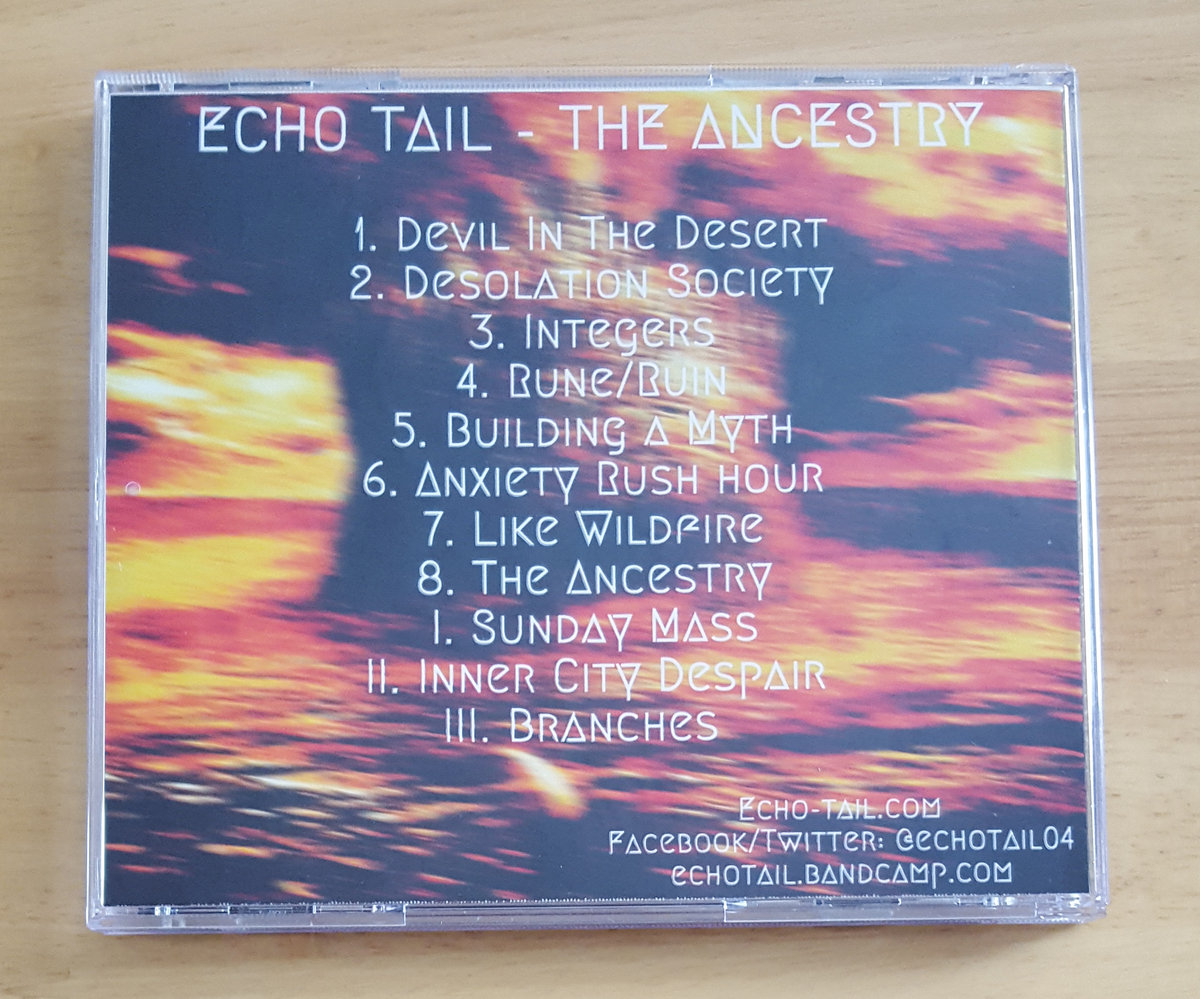 ECHO TAIL - THE ANCESTRY
1. Devil In The Desert
2. Desolation Society
3. Integers
4. Rune/Ruin
5. Building a Myth
6. Anxiety Rush hour
7. Like Wildfire
8. The Ancestry
I. Sunday Mass
II. Inner City Despair
III. Branches
Echo-tail.com
Facebook/Twitter: @echotail04
echotail.bandcamp.com